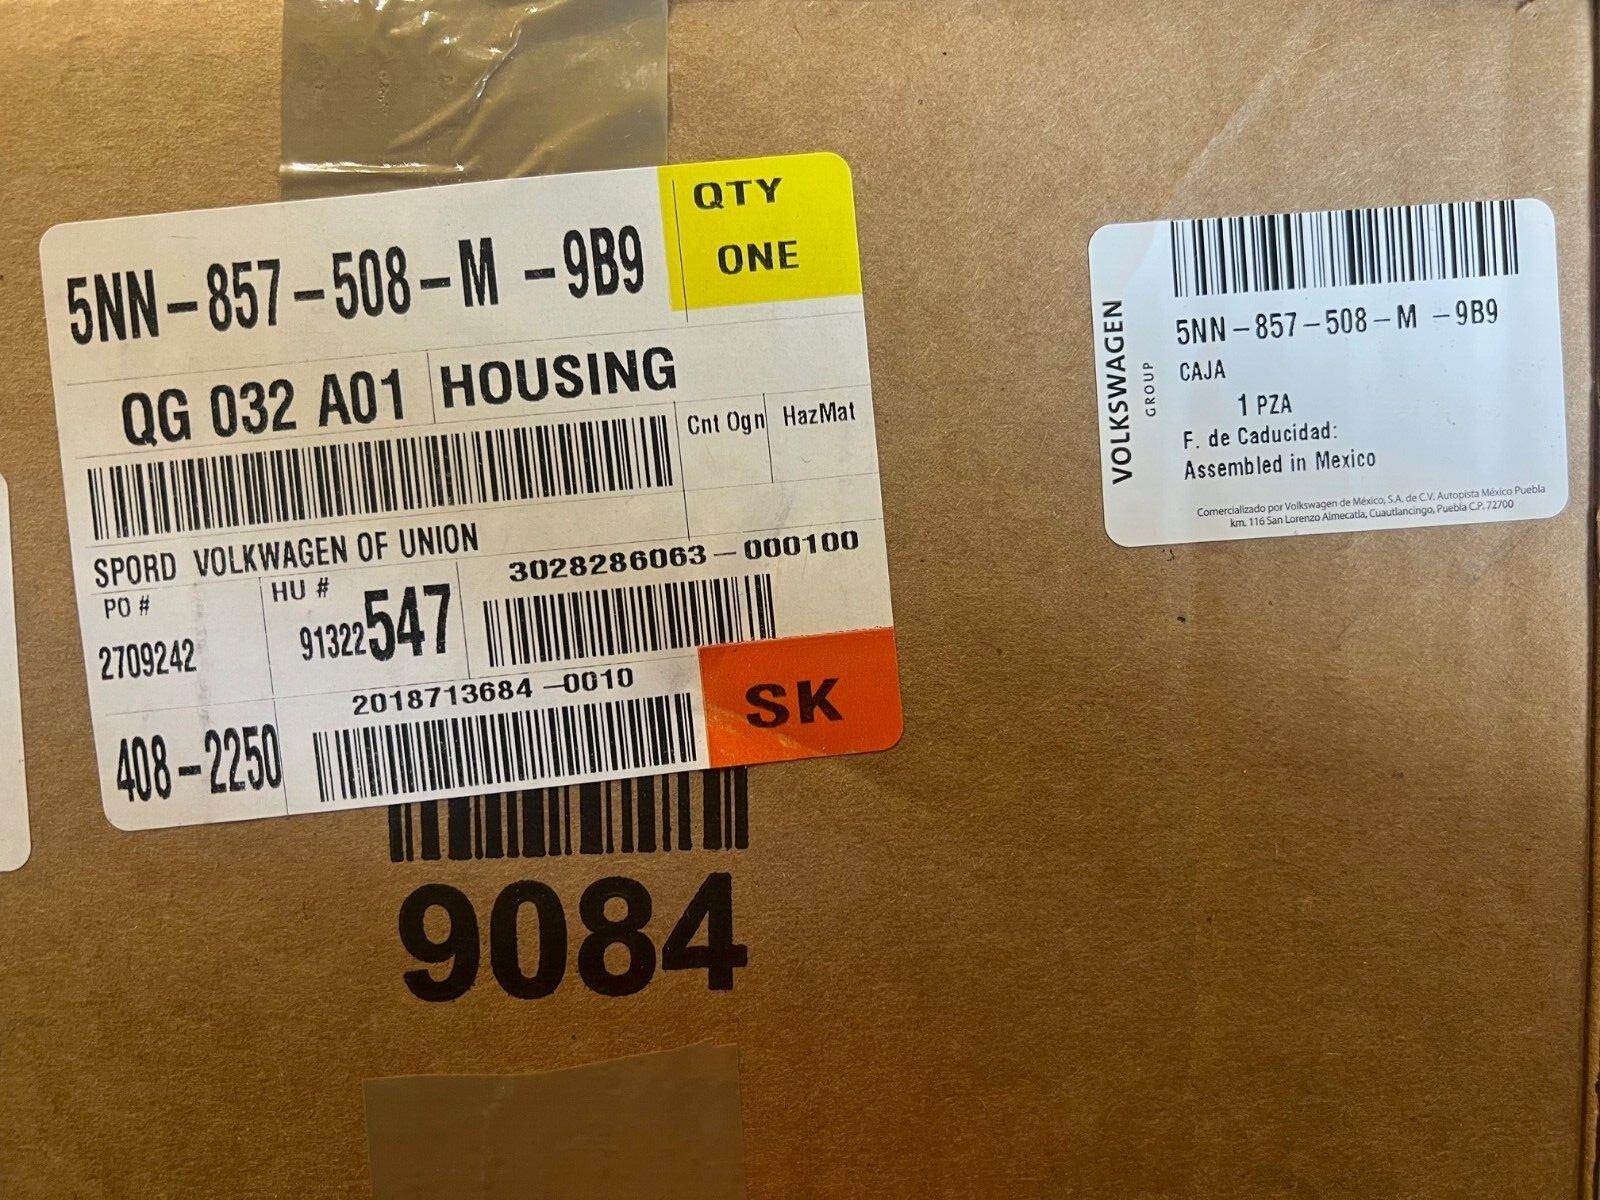 5NN-857-508-M -9B9
QTY
ONE
QG 032 A01
HOUSING
Cnt Ogn
HazMat
SPORD VOLKWAGEN OF UNION
PO #
2709242
HU #
91322547
3028286063-000100
2018713684-0010
408-2250
SK
9084
VOLKSWAGEN
GROUP
5NN-857-508-M -9B9
CAJA
1 PZA
F. de Caducidad:
Assembled in Mexico
Comercializado por Volkswagen de México, S.A. de C.V. Autopista México Puebla
km. 116 San Lorenzo Almecatla, Cuautlancingo, Puebla C.P. 72700